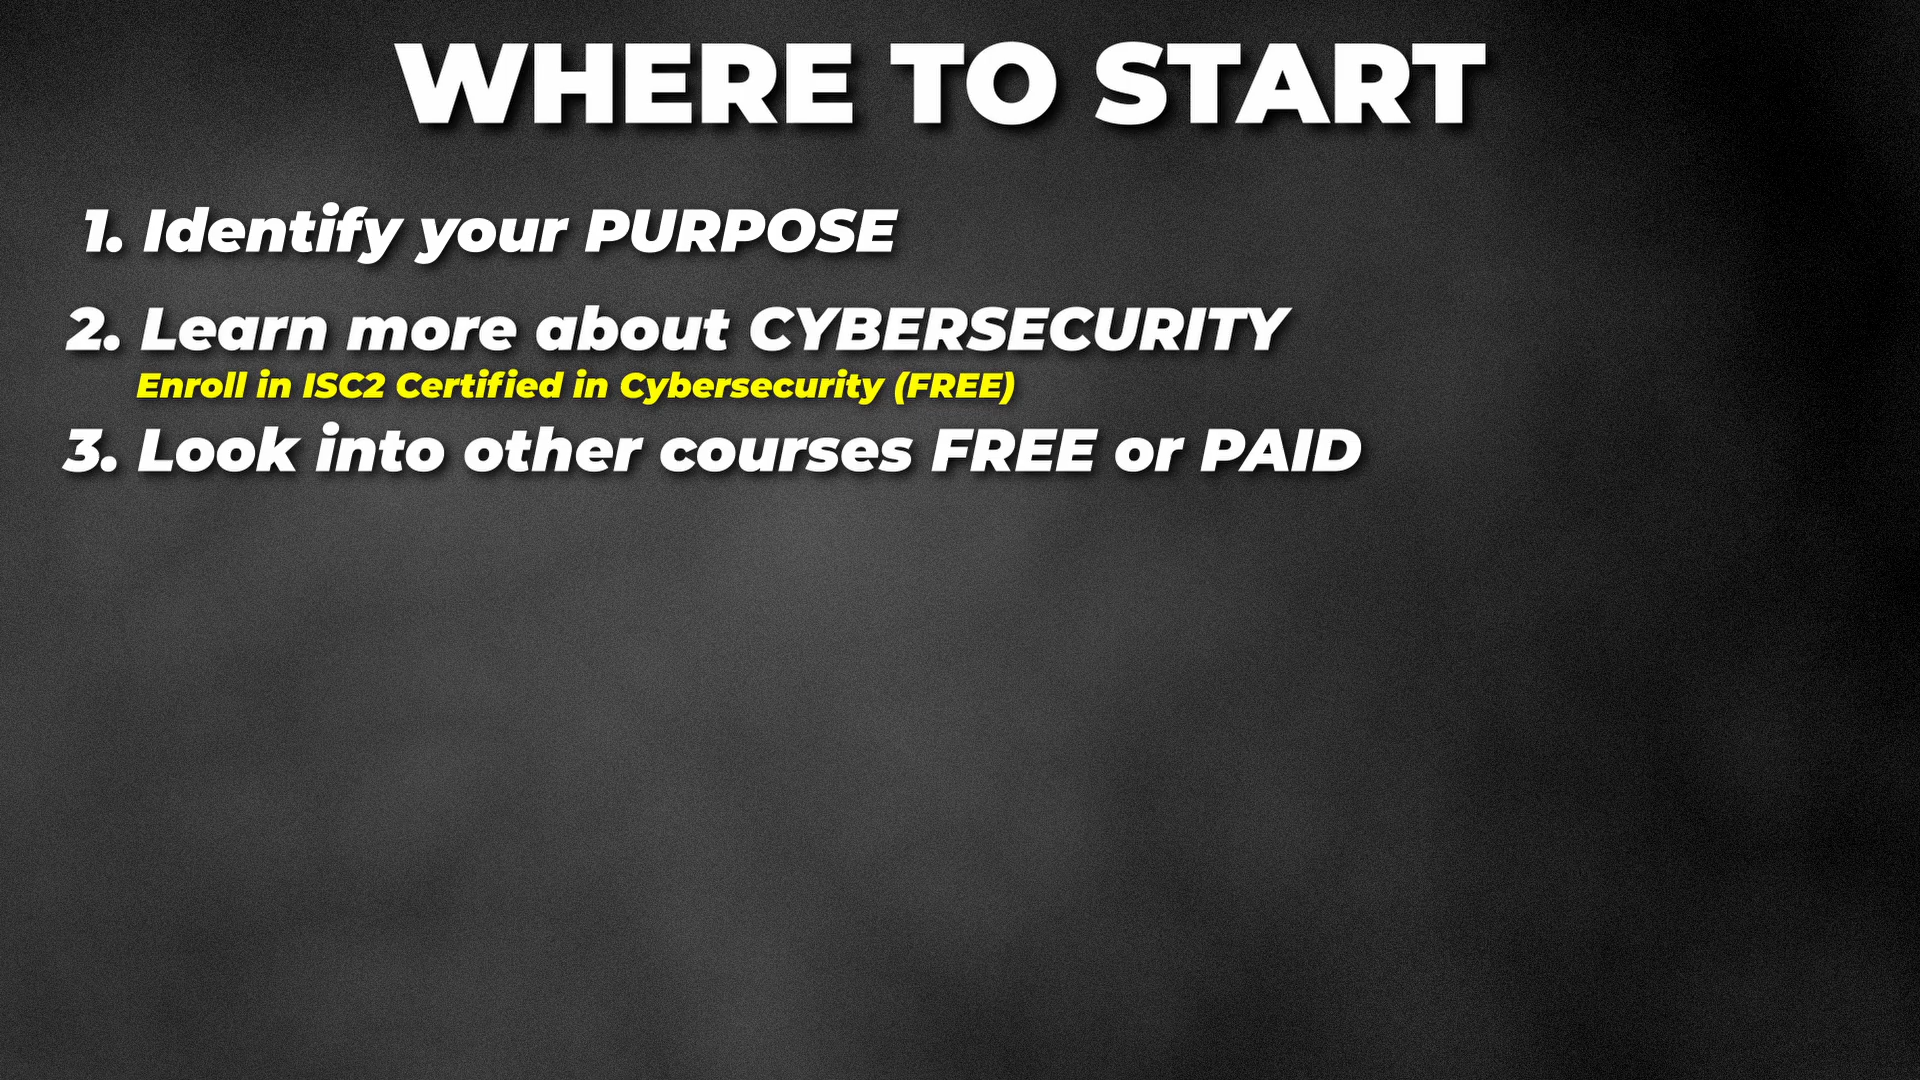 WHERE TO START
1. Identify your PURPOSE
2. Learn more about CYBERSECURITY
Enroll in ISC2 Certified in Cybersecurity (FREE)
3. Look into other courses FREE or PAID